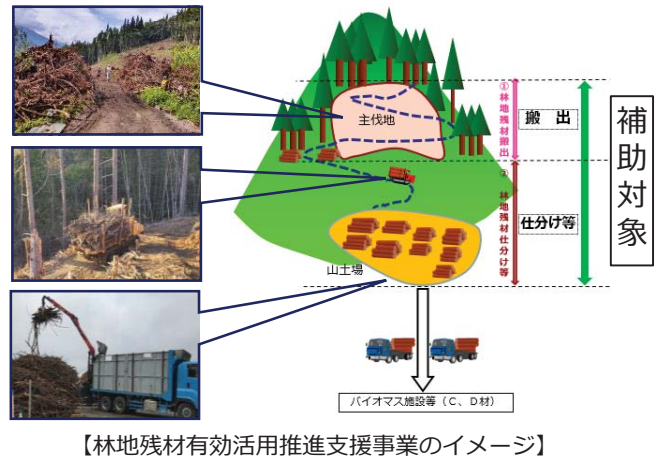 主伐地
①林地残材搬出
搬 出
補助対象
② 林地残材仕分け等
仕分け等
山土場
バイオマス施設等（C、D材）
【林地残材有効活用推進支援事業のイメージ】